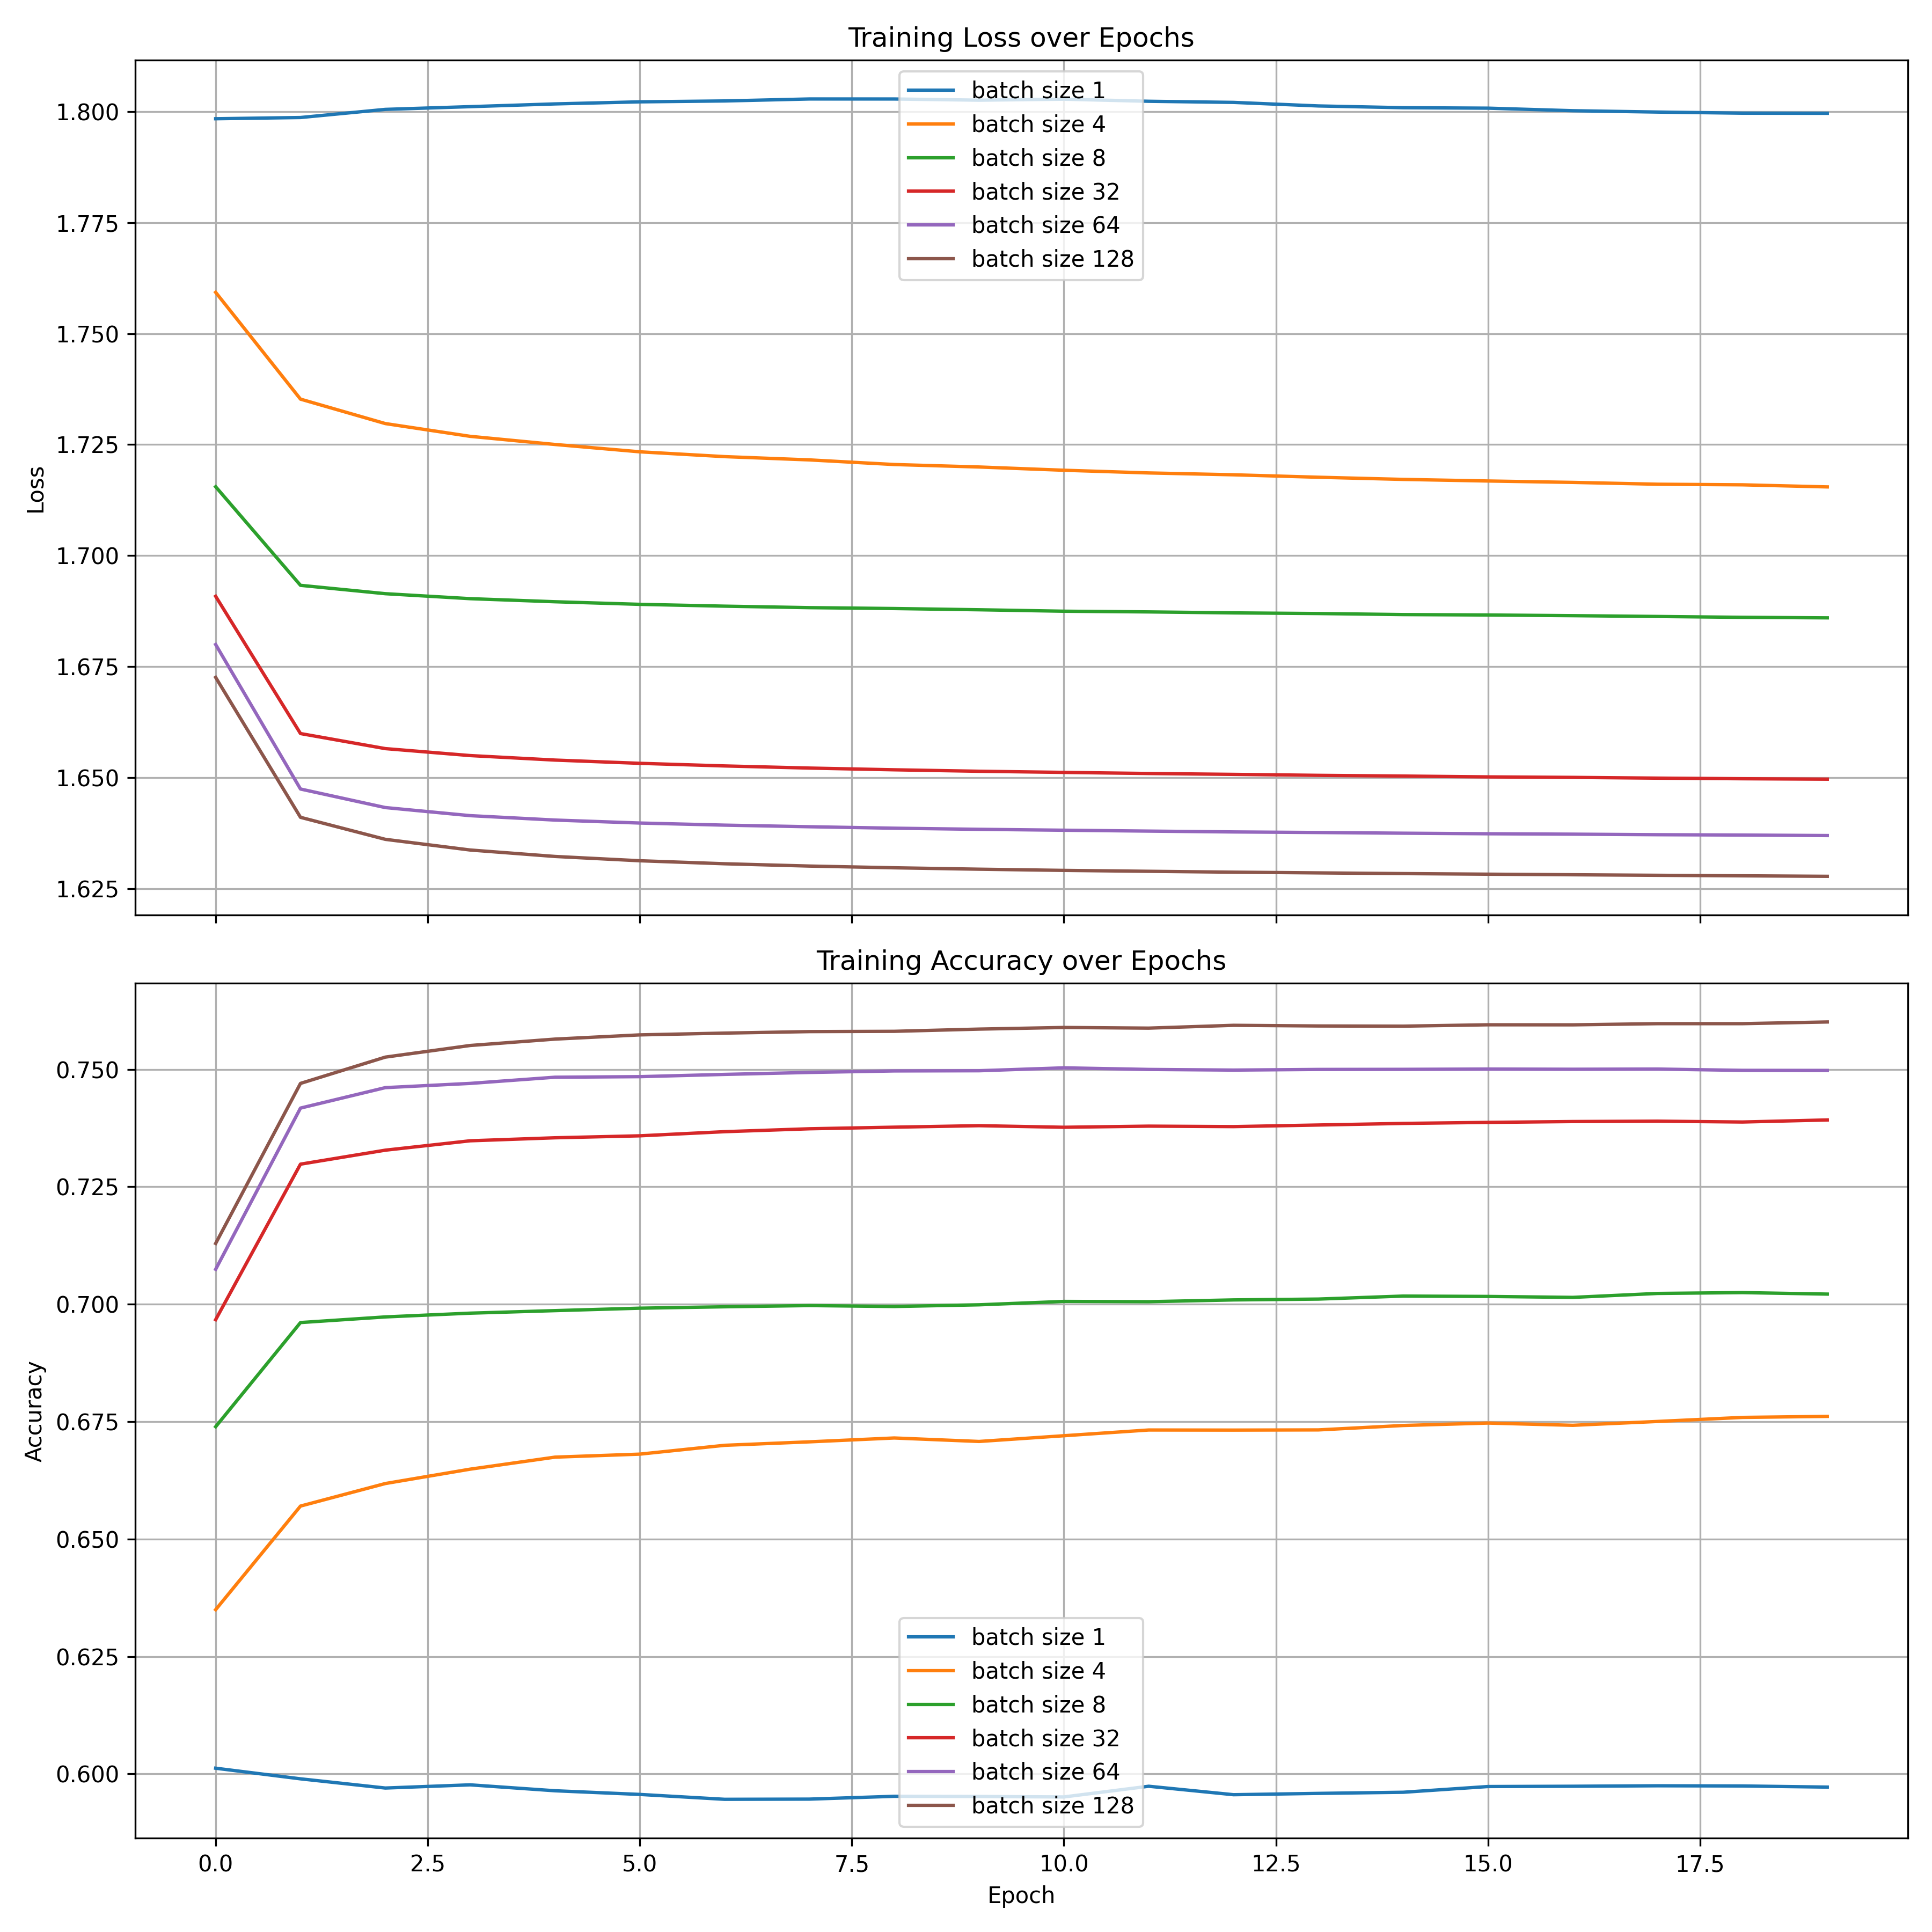 Training Loss over Epochs
batch size 1
batch size 4
batch size 8
batch size 32
batch size 64
batch size 128
1.800
1.775
1.750
1.725
1.700
1.675
1.650
1.625
Loss
Training Accuracy over Epochs
0.750
0.725
0.700
0.675
0.650
0.625
0.600
Accuracy
batch size 1
batch size 4
batch size 8
batch size 32
batch size 64
batch size 128
0.0 2.5 5.0 7.5 10.0 12.5 15.0 17.5
Epoch